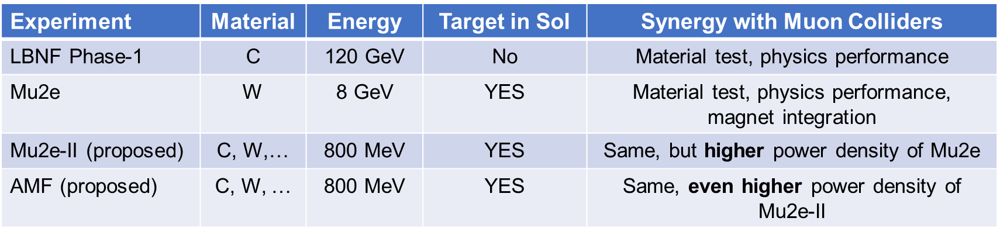 Experiment Material Energy Target in Sol Synergy with Muon Colliders
LBNF Phase-1 C 120 GeV No Material test, physics performance
Mu2e W 8 GeV YES Material test, physics performance,
magnet integration
Mu2e-II (proposed) C, W,... 800 MeV YES Same, but higher power density of Mu2e
AMF (proposed) C, W, ... 800 MeV YES Same, even higher power density of
Mu2e-II